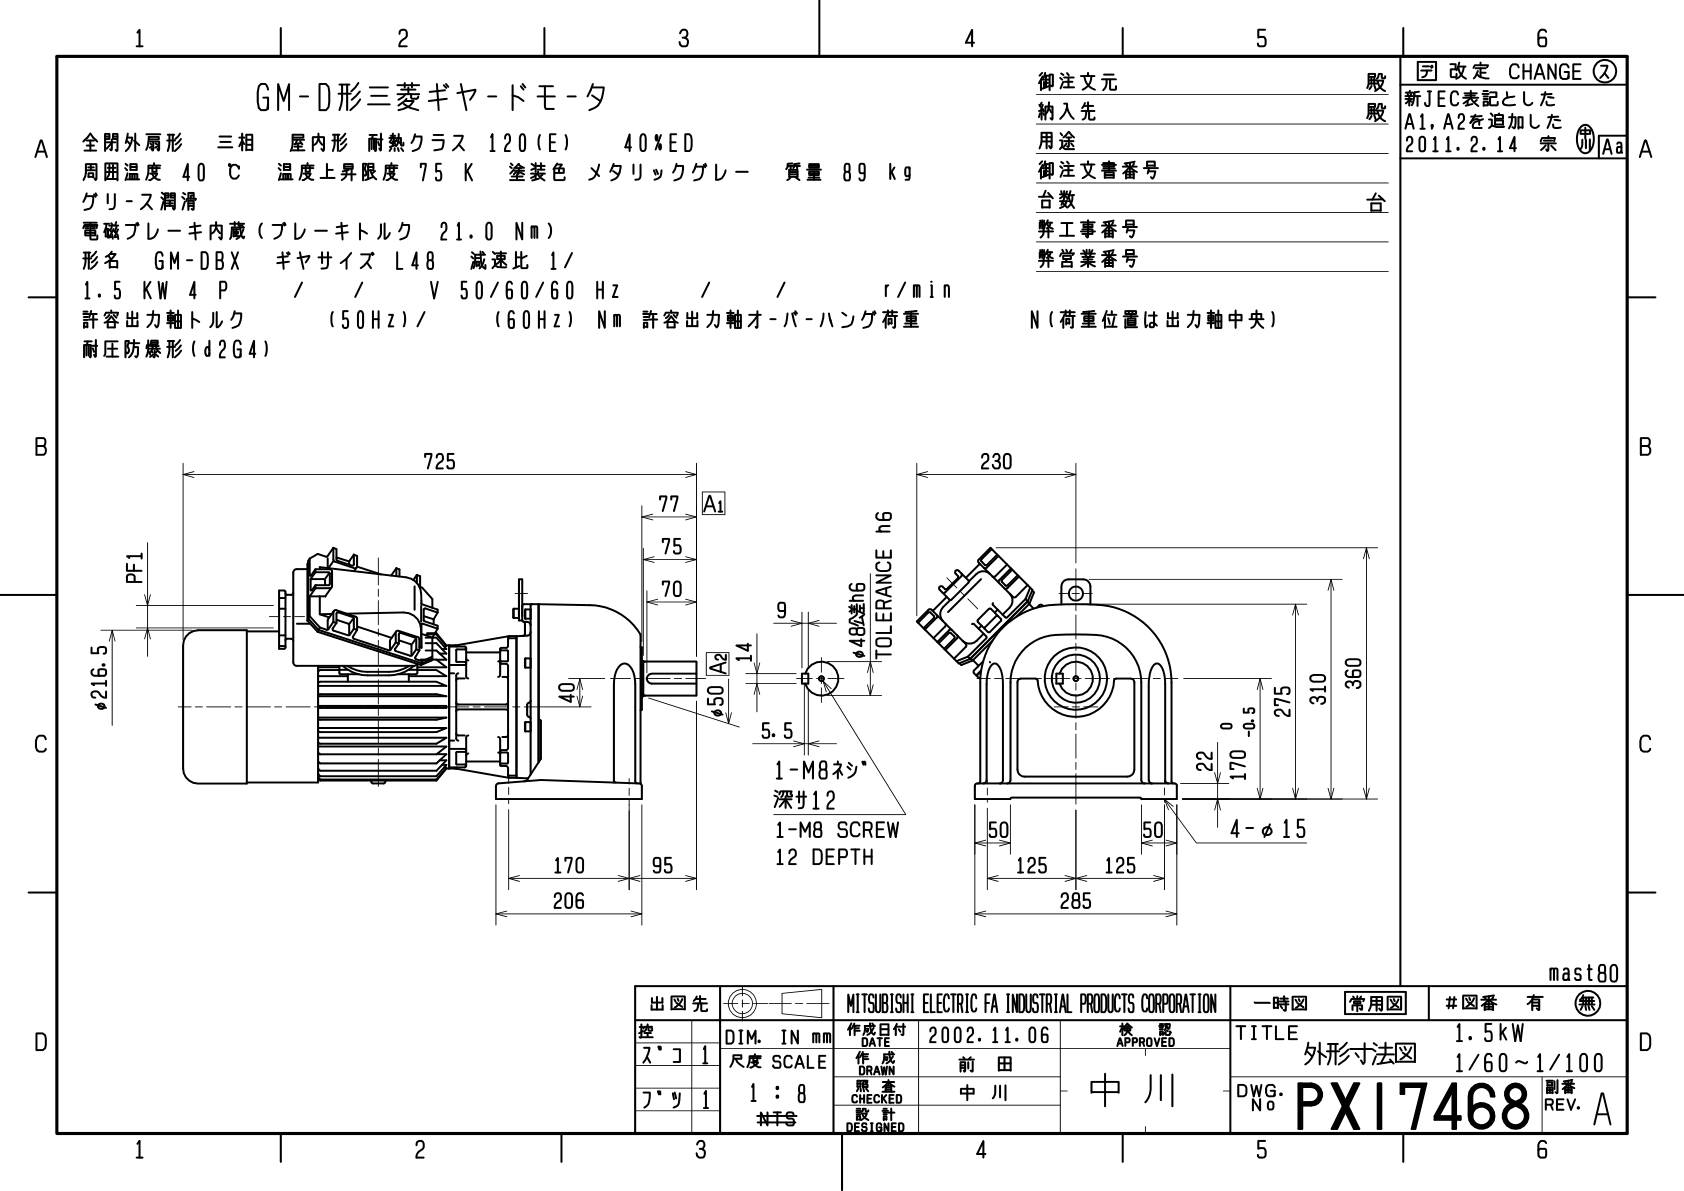 1 2 3 4 5 6
A
B
C
D
GM-D形三菱ギヤードモータ
全閉外扇形 三相 屋内形 耐熱クラス 120(E) 40%ED
周囲温度 40 ℃ 温度上昇限度 75 K 塗装色 メタリックグレー 質量 89 kg
グリース潤滑
電磁ブレーキ内蔵(ブレーキトルク 21.0 Nm)
形名 GM-DBX ギヤサイズ L48 減速比 1/
1.5 KW 4 P / / V 50/60/60 Hz / / r/min
許容出力軸トルク (50Hz)/ (60Hz) Nm 許容出力軸オーバーハング荷重 N(荷重位置は出力軸中央)
耐圧防爆形(d2G4)
御注文元 殿
納入先 殿
用途
御注文書番号
台数 台
弊工事番号
弊営業番号
デ 改定 CHANGE ス
新JEC表記とした
A1,A2を追加した
2011.2.14 宗 中川 Aa
A
B
C
D
725
77 A1
75
70
PF1
φ216.5
40
A2
φ50
9
14
5.5
φ48公差h6
TOLERANCE h6
1-M8ネジ
深サ12
1-M8 SCREW
12 DEPTH
170 95
206
230
360
310
275
0
170 -0.5
22
50 50
4-φ15
125 125
285
mast80
出図先
控
ズコ 1
ブツ 1
DIM. IN mm
尺度 SCALE
1 : 8
NTS
MITSUBISHI ELECTRIC FA INDUSTRIAL PRODUCTS CORPORATION
作成日付 DATE 2002.11.06
作成 DRAWN 前田
照査 CHECKED 中川
設計 DESIGNED
検認 APPROVED
中川
一時図 常用図 #図番 有 無
TITLE 1.5kW
外形寸法図 1/60~1/100
DWG. No PX17468
副番 REV. A
1 2 3 4 5 6